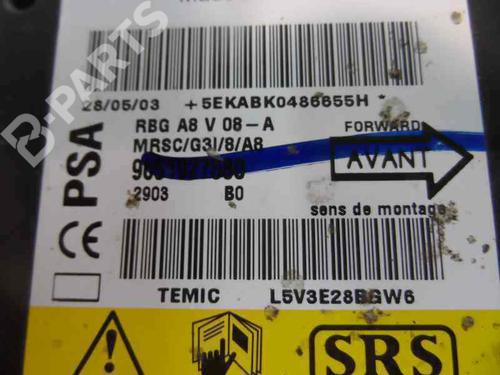 B-PARTS
28/05/03 +5EKABK0486655H *
PSA
RBG A8 V 08-A
MRSC/G3I/8/A8
FORWARD
AVANT
2903 B0
sens de montage
CE
TEMIC L5V3E28BGW6
SRS